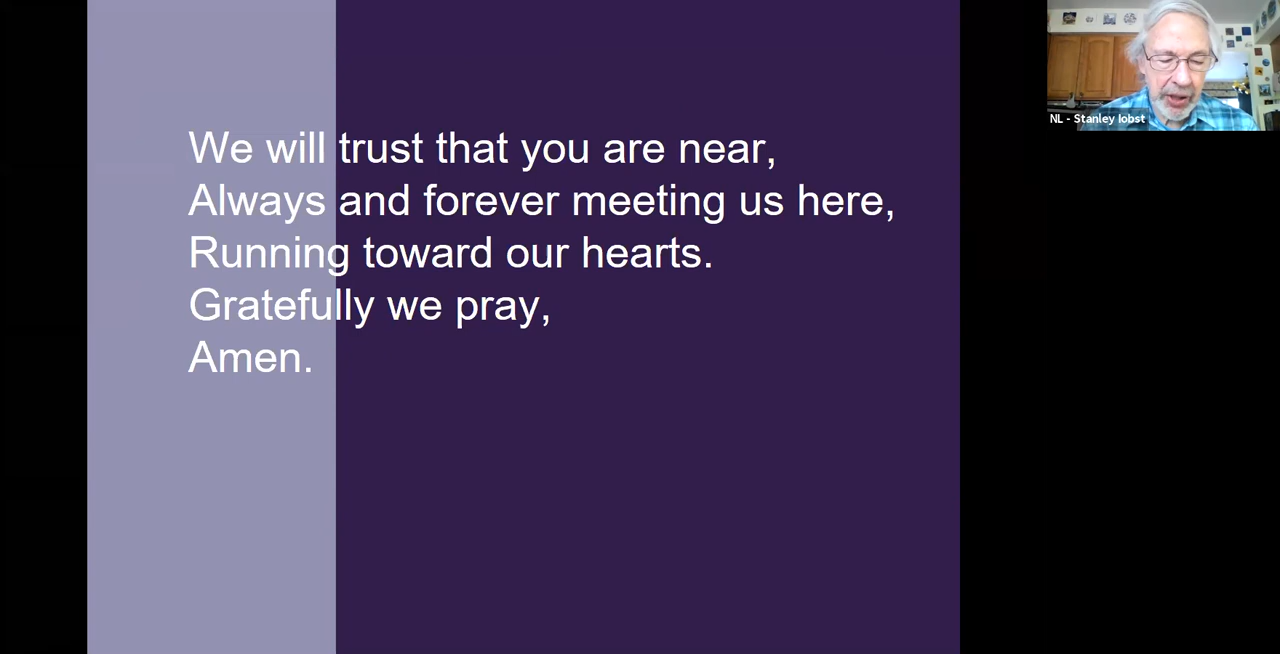 We will trust that you are near,
Always and forever meeting us here,
Running toward our hearts.
Gratefully we pray,
Amen.
NL - Stanley Iobst